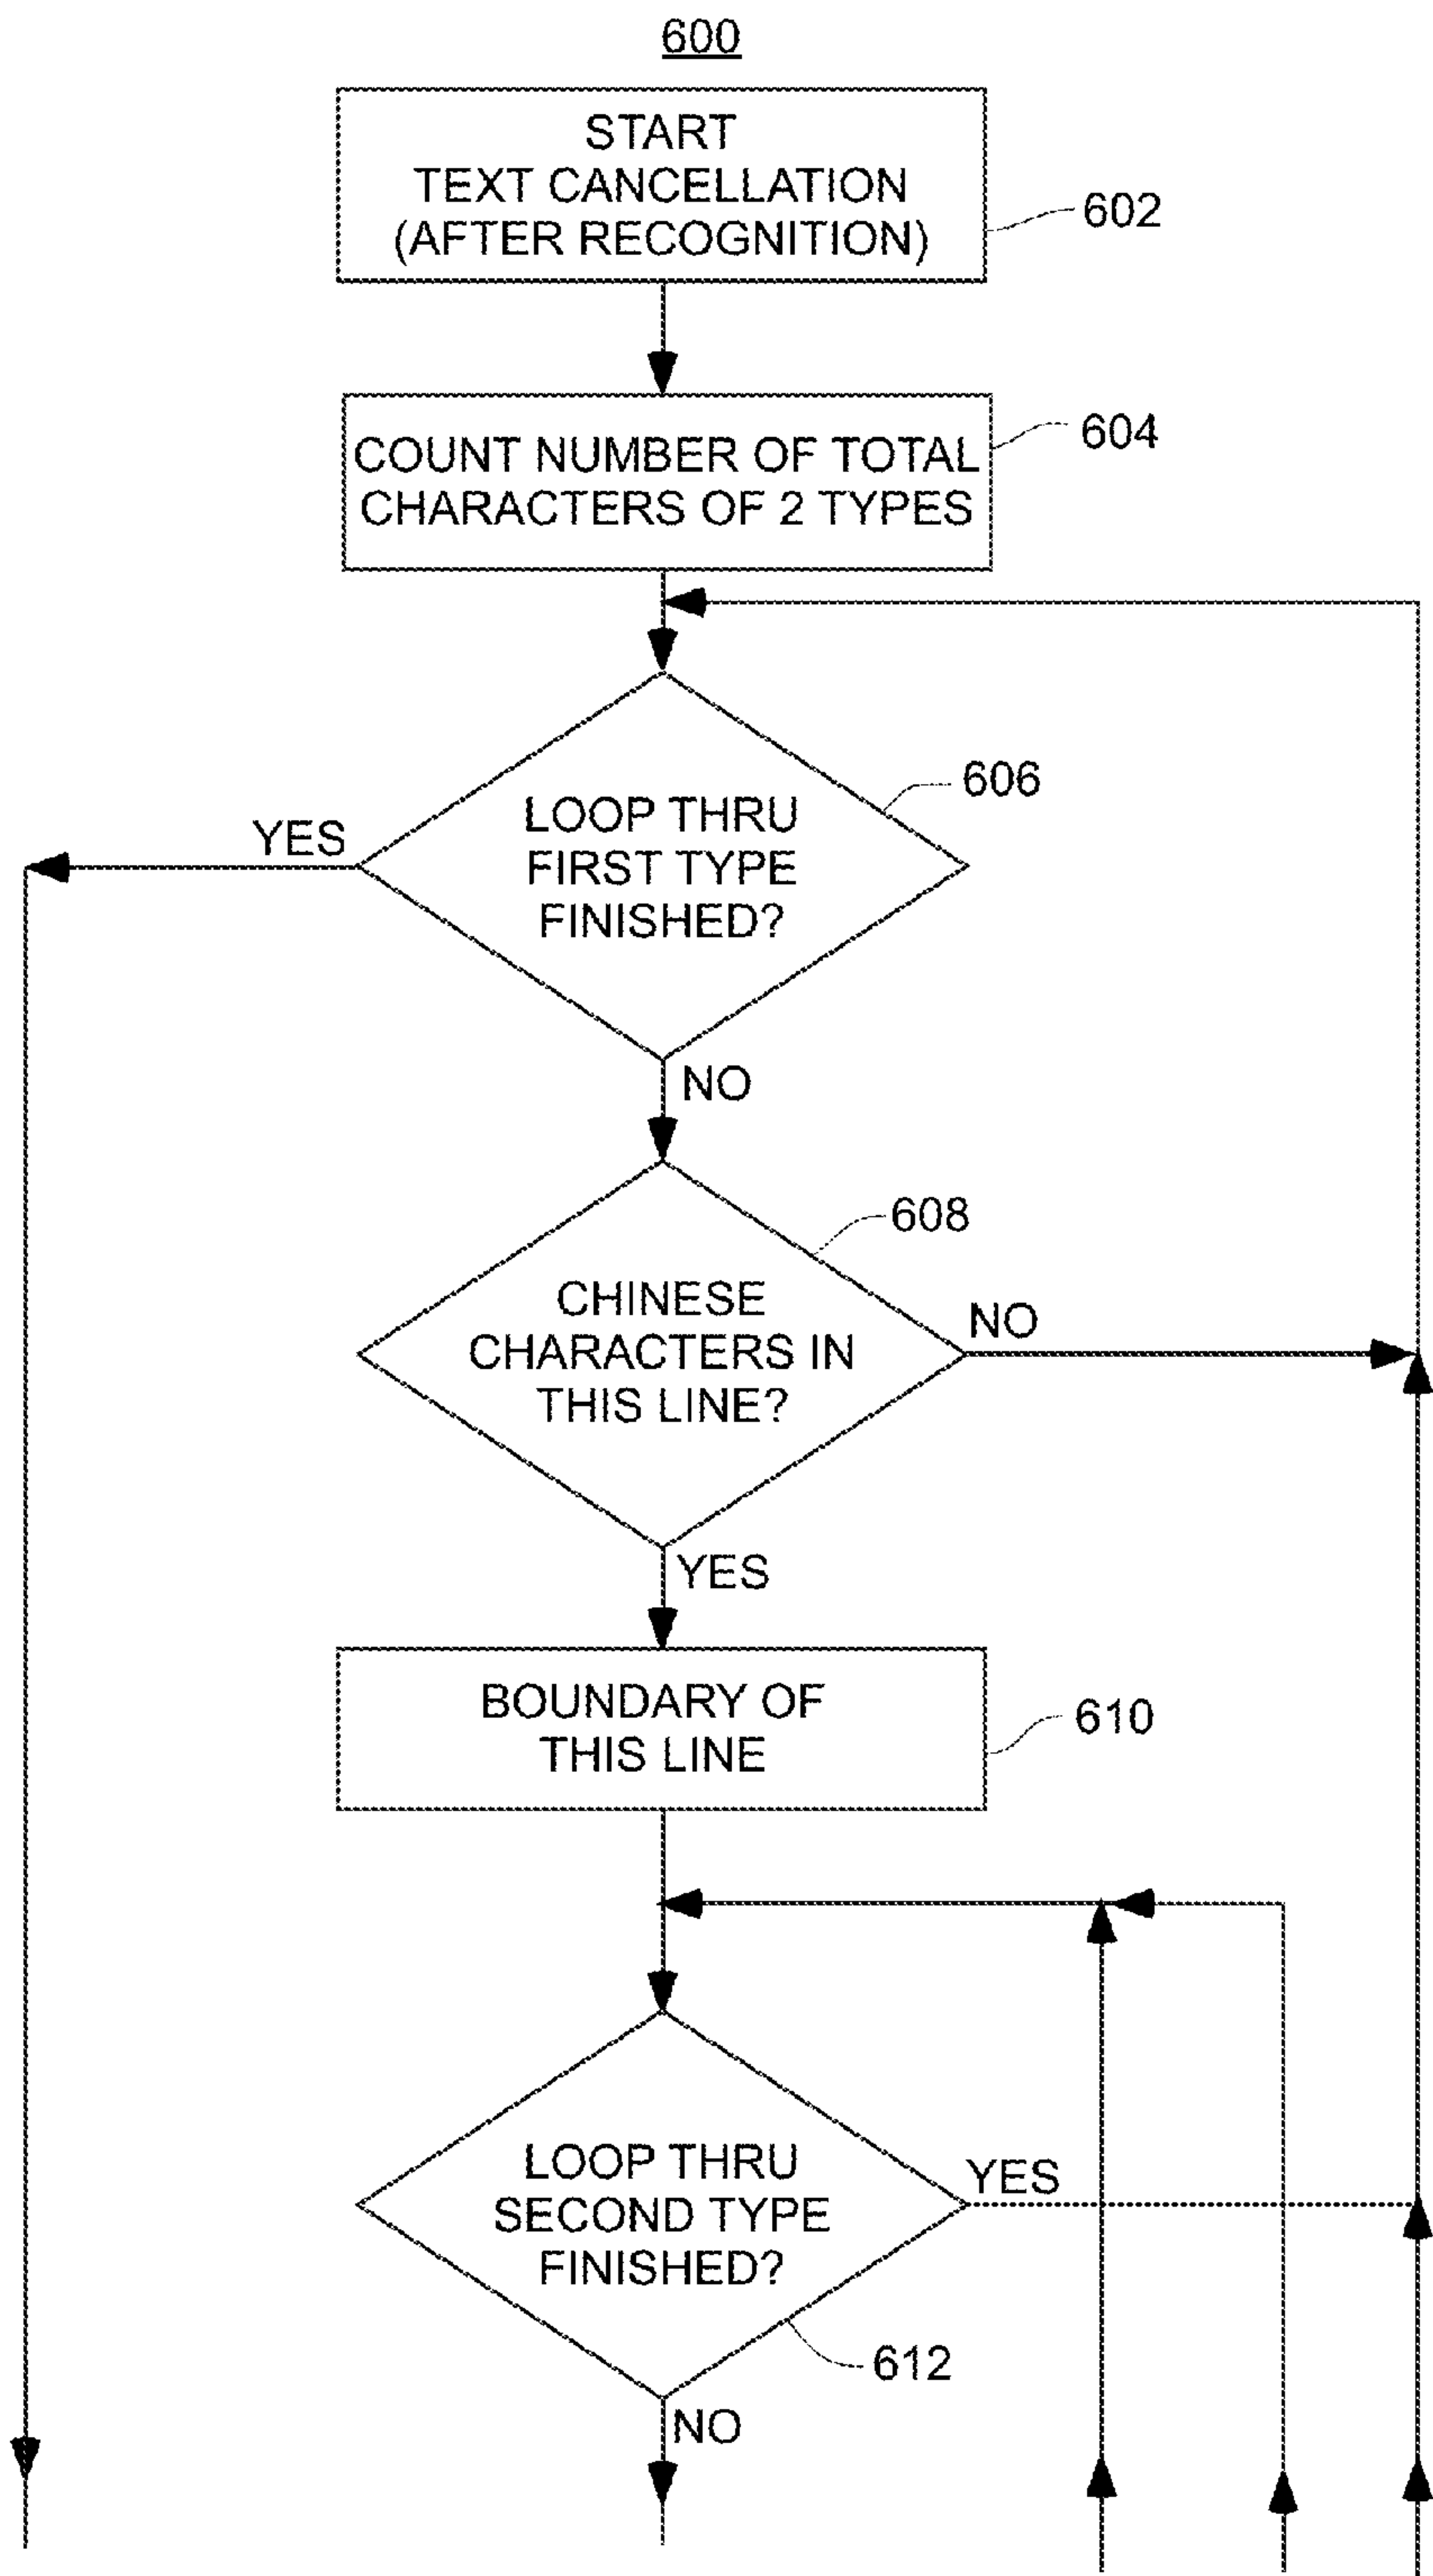 600
START
TEXT CANCELLATION
(AFTER RECOGNITION)
602
COUNT NUMBER OF TOTAL
CHARACTERS OF 2 TYPES
604
LOOP THRU
FIRST TYPE
FINISHED?
606
YES
NO
CHINESE
CHARACTERS IN
THIS LINE?
608
NO
YES
BOUNDARY OF
THIS LINE
610
LOOP THRU
SECOND TYPE
FINISHED?
YES
612
NO